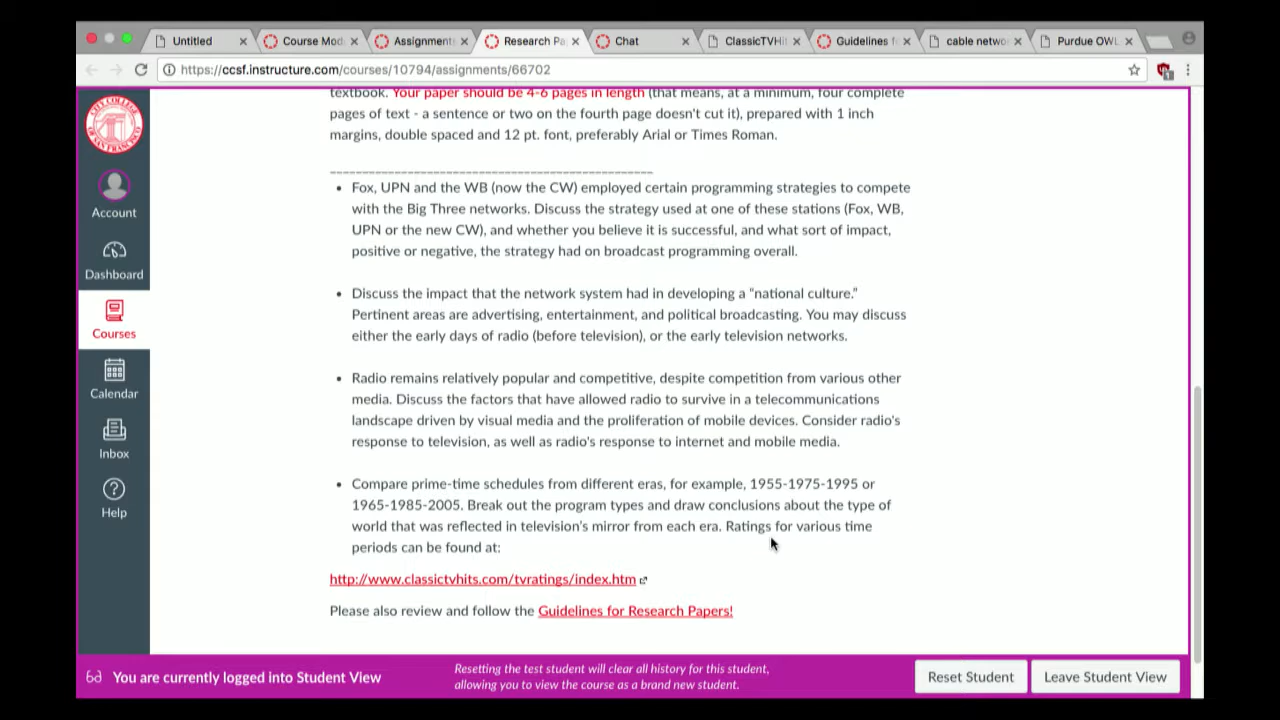 Untitled
Course Mod
Assignment
Research Pa
Chat
ClassicTVHi
Guidelines f
cable netwo
Purdue OWL
https://ccsf.instructure.com/courses/10794/assignments/66702
CITY COLLEGE OF SAN FRANCISCO
Account
Dashboard
Courses
Calendar
Inbox
Help
textbook. Your paper should be 4-6 pages in length (that means, at a minimum, four complete
pages of text - a sentence or two on the fourth page doesn't cut it), prepared with 1 inch
margins, double spaced and 12 pt. font, preferably Arial or Times Roman.
• Fox, UPN and the WB (now the CW) employed certain programming strategies to compete
with the Big Three networks. Discuss the strategy used at one of these stations (Fox, WB,
UPN or the new CW), and whether you believe it is successful, and what sort of impact,
positive or negative, the strategy had on broadcast programming overall.
• Discuss the impact that the network system had in developing a “national culture.”
Pertinent areas are advertising, entertainment, and political broadcasting. You may discuss
either the early days of radio (before television), or the early television networks.
• Radio remains relatively popular and competitive, despite competition from various other
media. Discuss the factors that have allowed radio to survive in a telecommunications
landscape driven by visual media and the proliferation of mobile devices. Consider radio's
response to television, as well as radio's response to internet and mobile media.
• Compare prime-time schedules from different eras, for example, 1955-1975-1995 or
1965-1985-2005. Break out the program types and draw conclusions about the type of
world that was reflected in television's mirror from each era. Ratings for various time
periods can be found at:
http://www.classictvhits.com/tvratings/index.htm
Please also review and follow the Guidelines for Research Papers!
You are currently logged into Student View
Resetting the test student will clear all history for this student,
allowing you to view the course as a brand new student.
Reset Student
Leave Student View